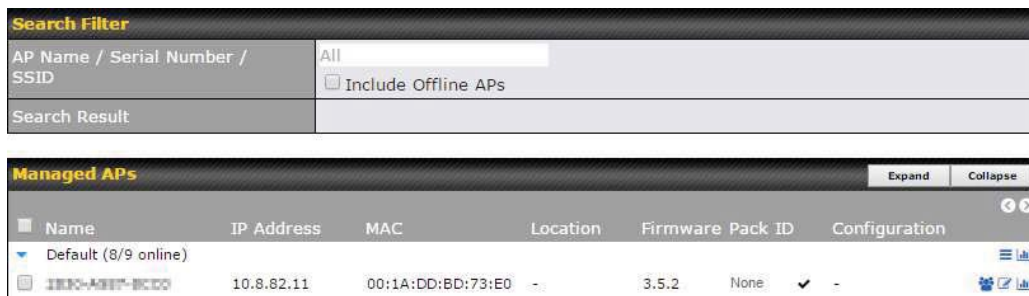 Search Filter
AP Name / Serial Number /
SSID
All
Include Offline APs
Search Result
Managed APs
Expand Collapse
Name IP Address MAC Location Firmware Pack ID Configuration
Default (8/9 online)
10.8.82.11 00:1A:DD:BD:73:E0 - 3.5.2 None -